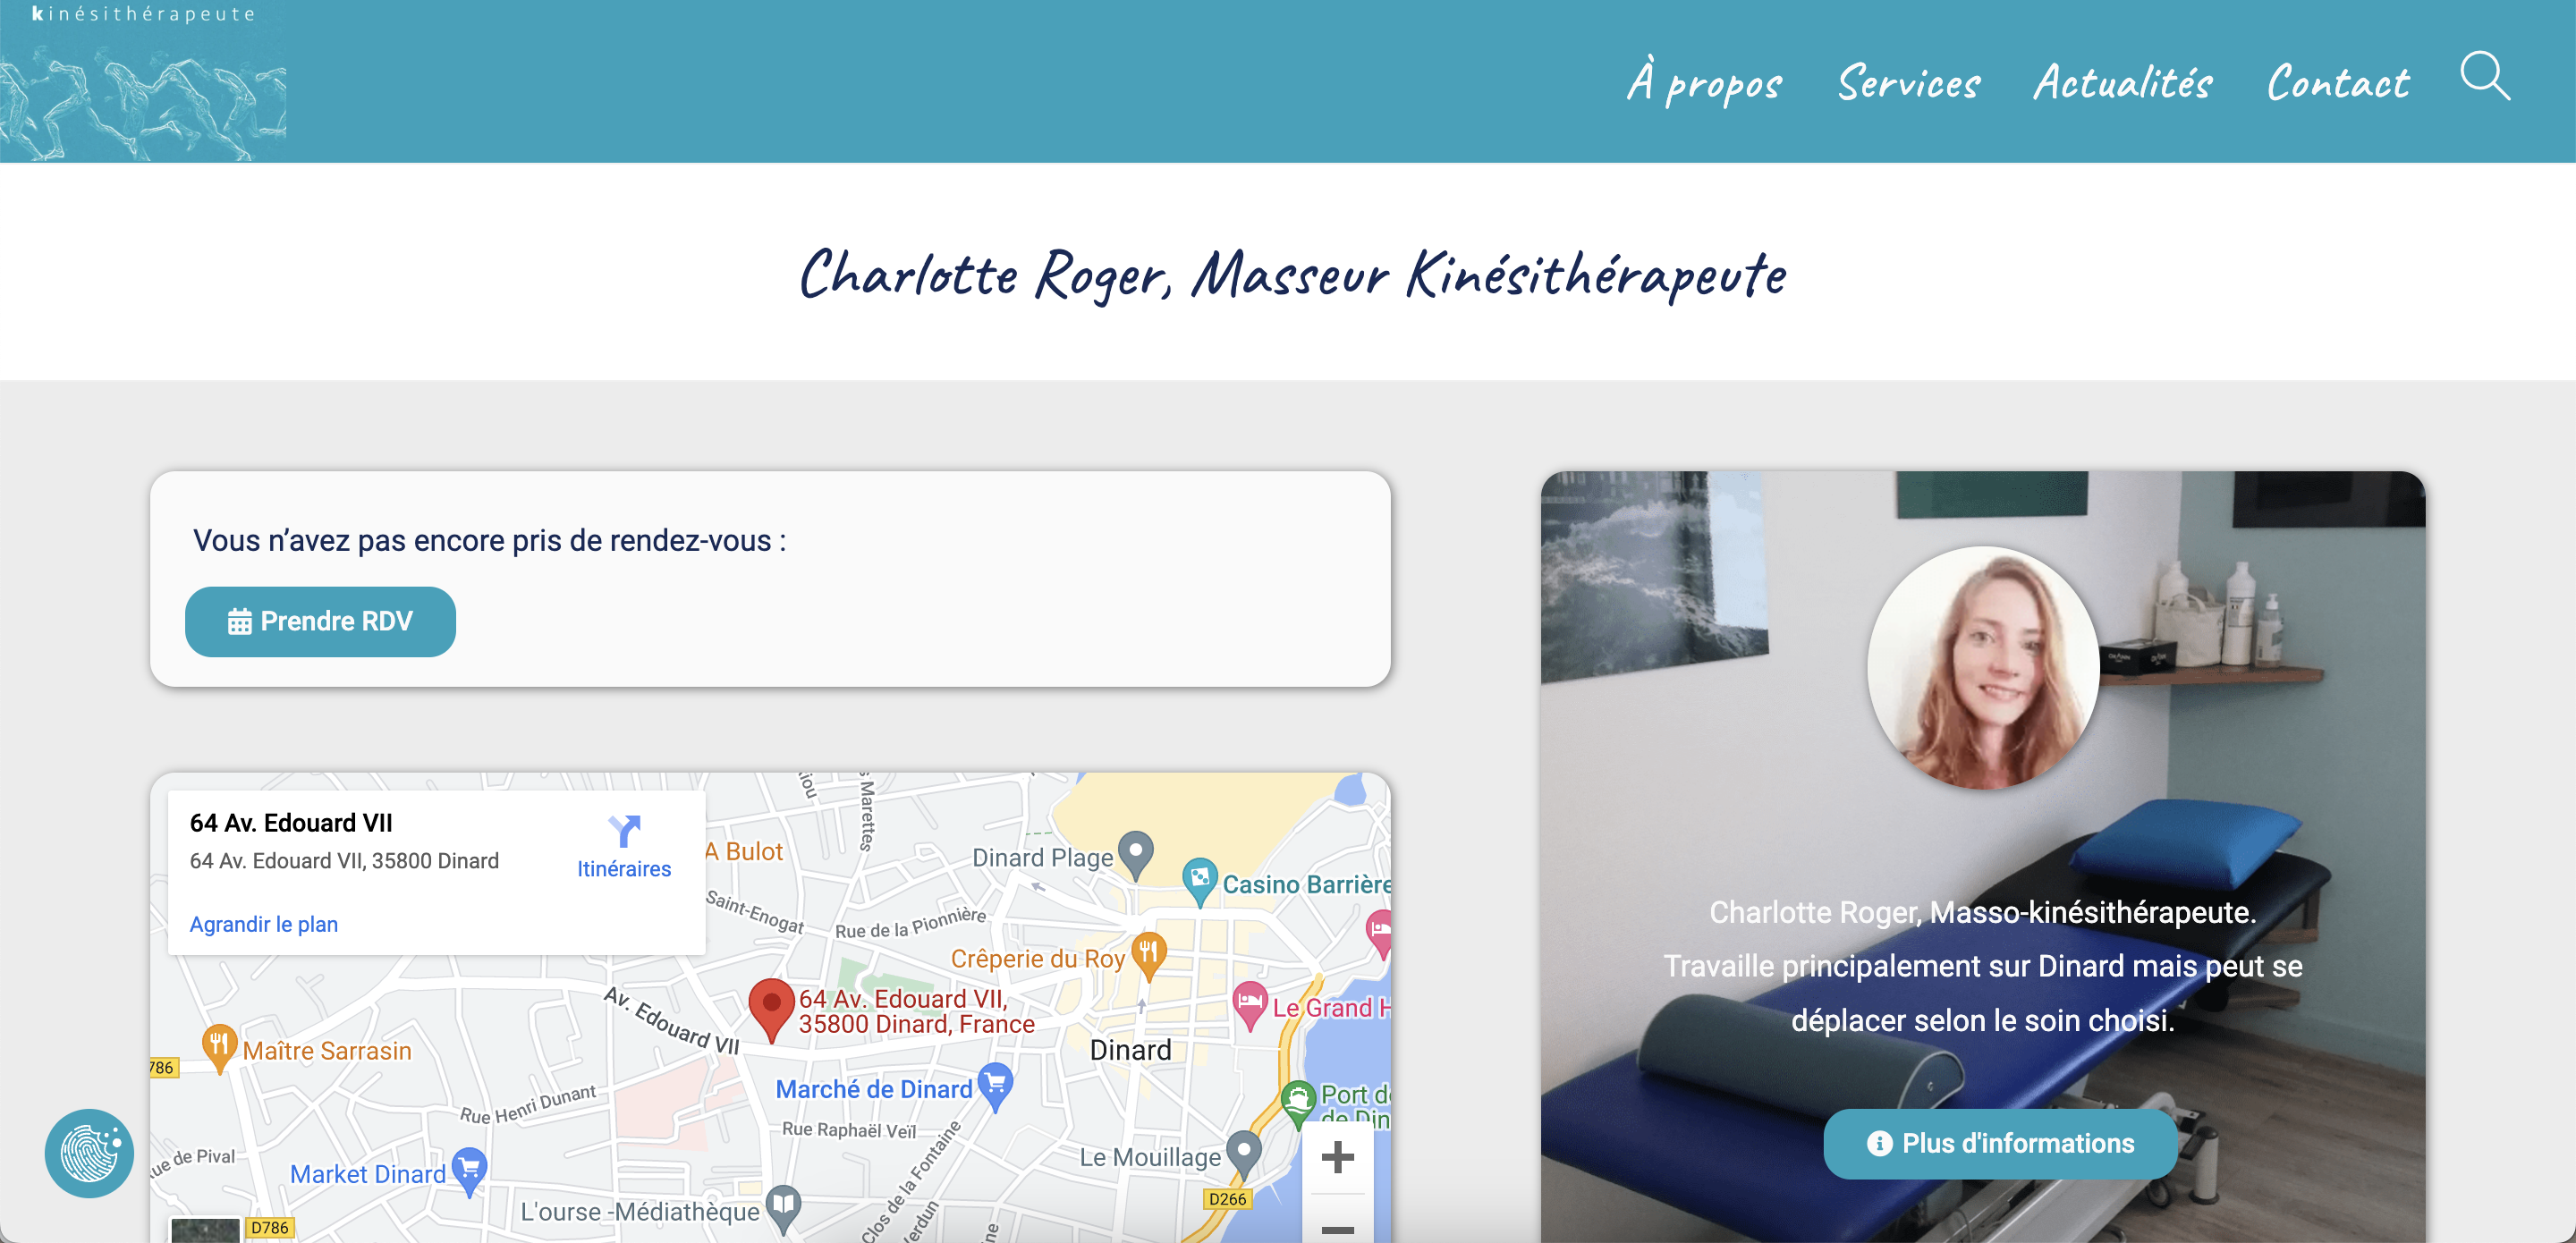 kinésithérapeute
À propos Services Actualités Contact
Charlotte Roger, Masseur Kinésithérapeute
Vous n’avez pas encore pris de rendez-vous :
Prendre RDV
64 Av. Edouard VII
64 Av. Edouard VII, 35800 Dinard
Itinéraires
Agrandir le plan
A Bulot
Marettes
Saint-Enogat
Rue de la Pionnière
Dinard Plage
Casino Barrière
Crêperie du Roy
64 Av. Edouard VII,
35800 Dinard, France
Av. Edouard VII
Le Grand H
Maître Sarrasin
786
Dinard
Marché de Dinard
Rue Henri Dunant
Rue Raphaël Veil
Port de
de Din
ue de Pival
Market Dinard
Le Mouillage
D266
L'ourse -Médiathèque
Clos de la Fontaine
Verdun
D786
Charlotte Roger, Masso-kinésithérapeute.
Travaille principalement sur Dinard mais peut se
déplacer selon le soin choisi.
Plus d'informations